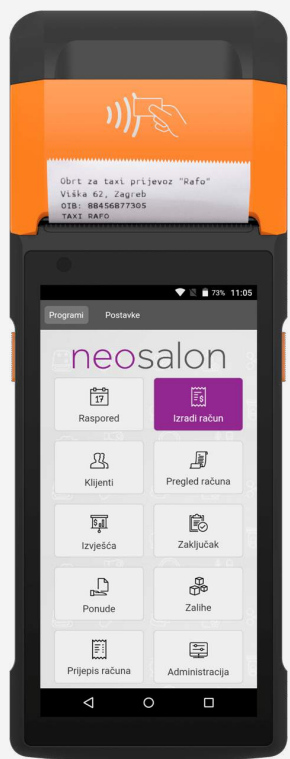 Obrt za taxi prijevoz "Rafo"
Viška 62, Zagreb
OIB: 88456877305
TAXI RAFO
73% 11:05
Programi Postavke
neosalon
17
Raspored
$
Izradi račun
Klijenti
Pregled računa
$
Izvješća
Zaključak
Ponude
Zalihe
Prijepis računa
Administracija